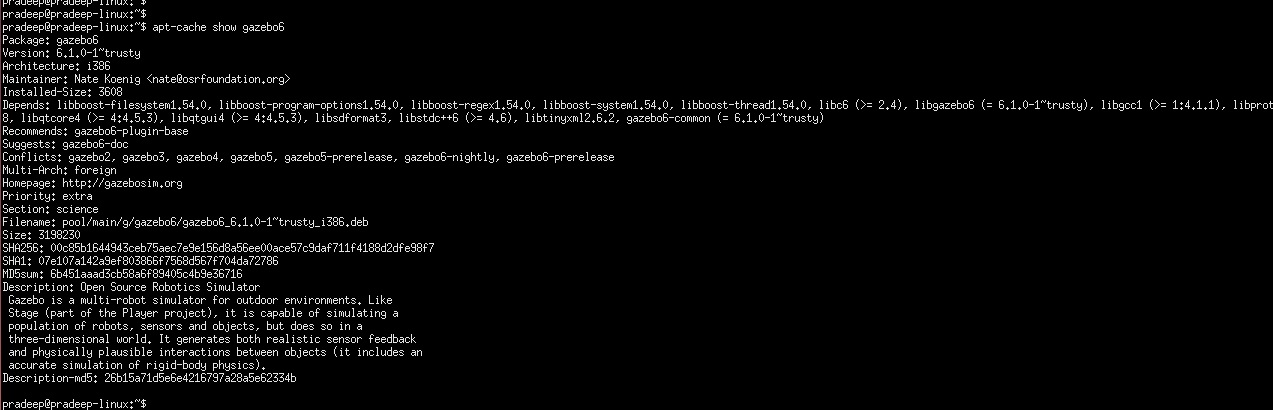 pradeep@pradeep-linux:~$
pradeep@pradeep-linux:~$
pradeep@pradeep-linux:~$ apt-cache show gazebo6
Package: gazebo6
Version: 6.1.0-1~trusty
Architecture: i386
Maintainer: Nate Koenig <nate@osrfoundation.org>
Installed-Size: 3608
Depends: libboost-filesystem1.54.0, libboost-program-options1.54.0, libboost-regex1.54.0, libboost-system1.54.0, libboost-thread1.54.0, libc6 (>= 2.4), libgazebo6 (= 6.1.0-1~trusty), libgcc1 (>= 1:4.1.1), libprot
8, libqtcore4 (>= 4:4.5.3), libqtgui4 (>= 4:4.5.3), libsdformat3, libstdc++6 (>= 4.6), libtinyxml2.6.2, gazebo6-common (= 6.1.0-1~trusty)
Recommends: gazebo6-plugin-base
Suggests: gazebo6-doc
Conflicts: gazebo2, gazebo3, gazebo4, gazebo5, gazebo5-prerelease, gazebo6-nightly, gazebo6-prerelease
Multi-Arch: foreign
Homepage: http://gazebosim.org
Priority: extra
Section: science
Filename: pool/main/g/gazebo6/gazebo6_6.1.0-1~trusty_i386.deb
Size: 3198230
SHA256: 00c85b1644943ceb75aec7e9e156d8a56ee00ace57c9daf711f4188d2dfe98f7
SHA1: 07e107a142a9ef803866f7568d567f704da72786
MD5sum: 6b451aaad3cb58a6f89405c4b9e36716
Description: Open Source Robotics Simulator
Gazebo is a multi-robot simulator for outdoor environments. Like
Stage (part of the Player project), it is capable of simulating a
population of robots, sensors and objects, but does so in a
three-dimensional world. It generates both realistic sensor feedback
and physically plausible interactions between objects (it includes an
accurate simulation of rigid-body physics).
Description-md5: 26b15a71d5e6e4216797a28a5e62334b
pradeep@pradeep-linux:~$